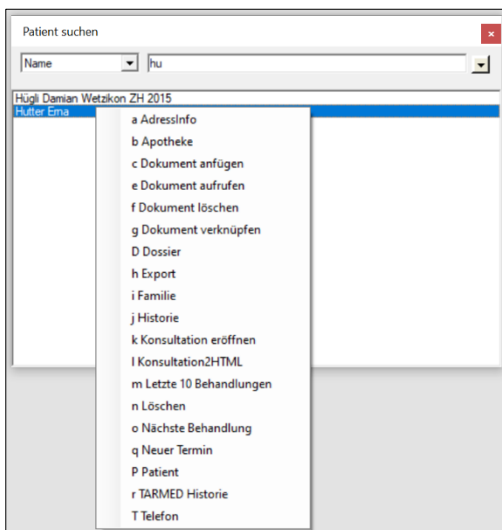 Patient suchen
Name hu
Hügli Damian Wetzikon ZH 2015
Hutter Erna
a AdressInfo
b Apotheke
c Dokument anfügen
e Dokument aufrufen
f Dokument löschen
g Dokument verknüpfen
D Dossier
h Export
i Familie
j Historie
k Konsultation eröffnen
l Konsultation2HTML
m Letzte 10 Behandlungen
n Löschen
o Nächste Behandlung
q Neuer Termin
P Patient
r TARMED Historie
T Telefon